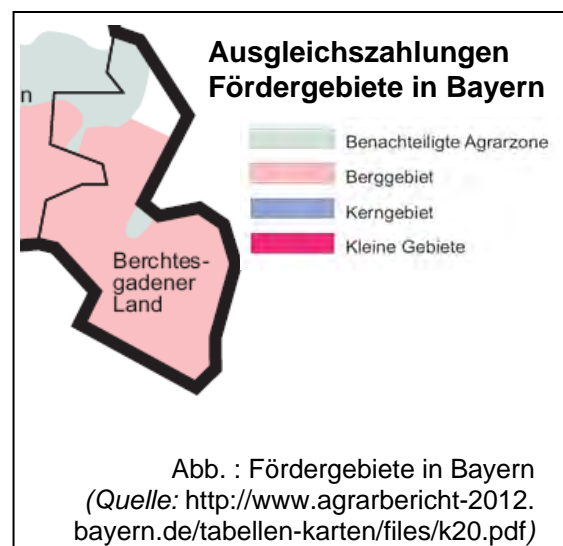 Ausgleichszahlungen
Fördergebiete in Bayern
n
Benachteiligte Agrarzone
Berggebiet
Kerngebiet
Kleine Gebiete
Berchtes-
gadener
Land
Abb. : Fördergebiete in Bayern
(Quelle: http://www.agrarbericht-2012.
bayern.de/tabellen-karten/files/k20.pdf)